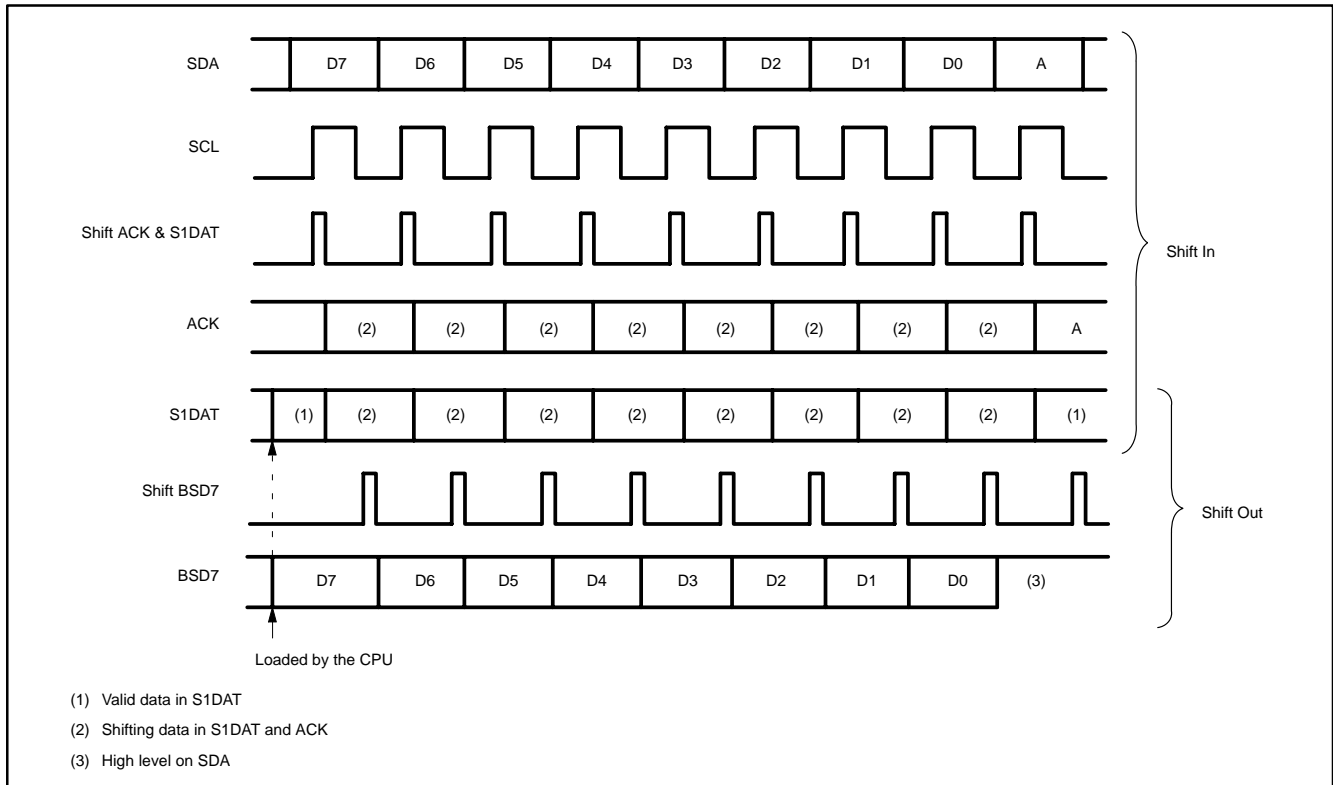 SDA D7 D6 D5 D4 D3 D2 D1 D0 A
SCL
Shift ACK & S1DAT
Shift In
ACK (2) (2) (2) (2) (2) (2) (2) (2) A
S1DAT (1) (2) (2) (2) (2) (2) (2) (2) (2) (1)
Shift BSD7
Shift Out
BSD7 D7 D6 D5 D4 D3 D2 D1 D0 (3)
Loaded by the CPU
(1) Valid data in S1DAT
(2) Shifting data in S1DAT and ACK
(3) High level on SDA